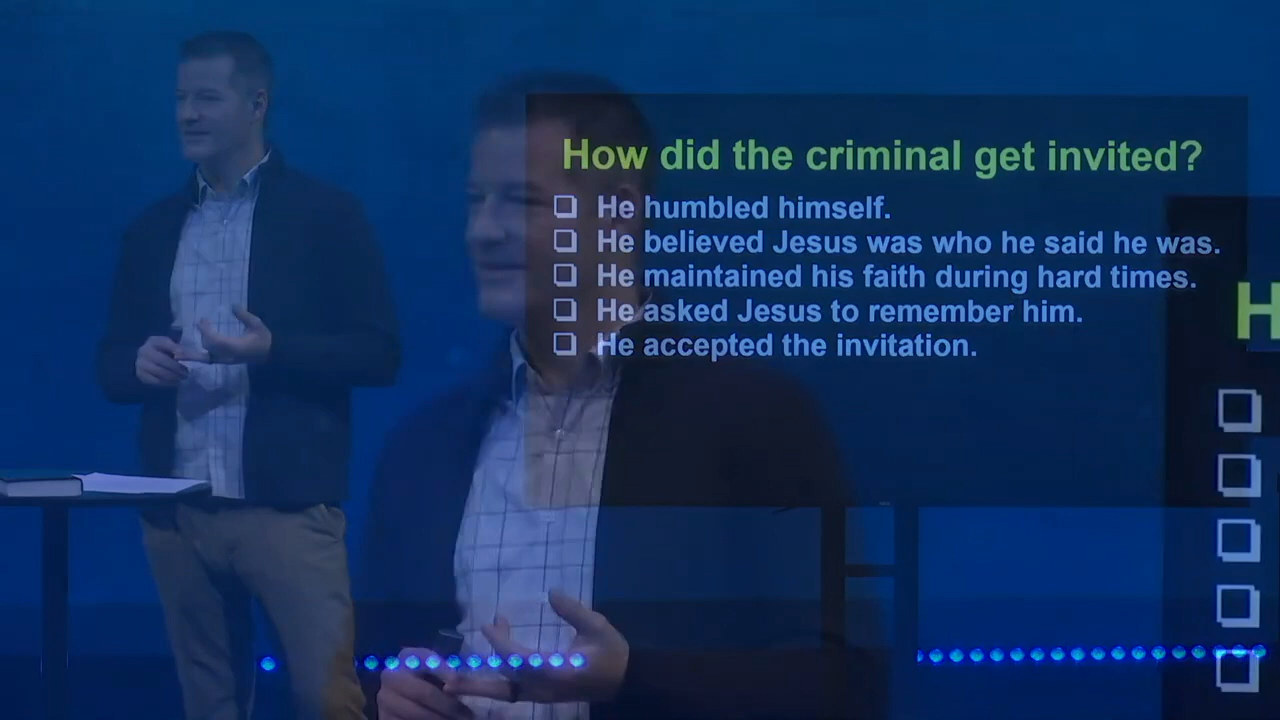 How did the criminal get invited?
He humbled himself.
He believed Jesus was who he said he was.
He maintained his faith during hard times.
He asked Jesus to remember him.
He accepted the invitation.
H